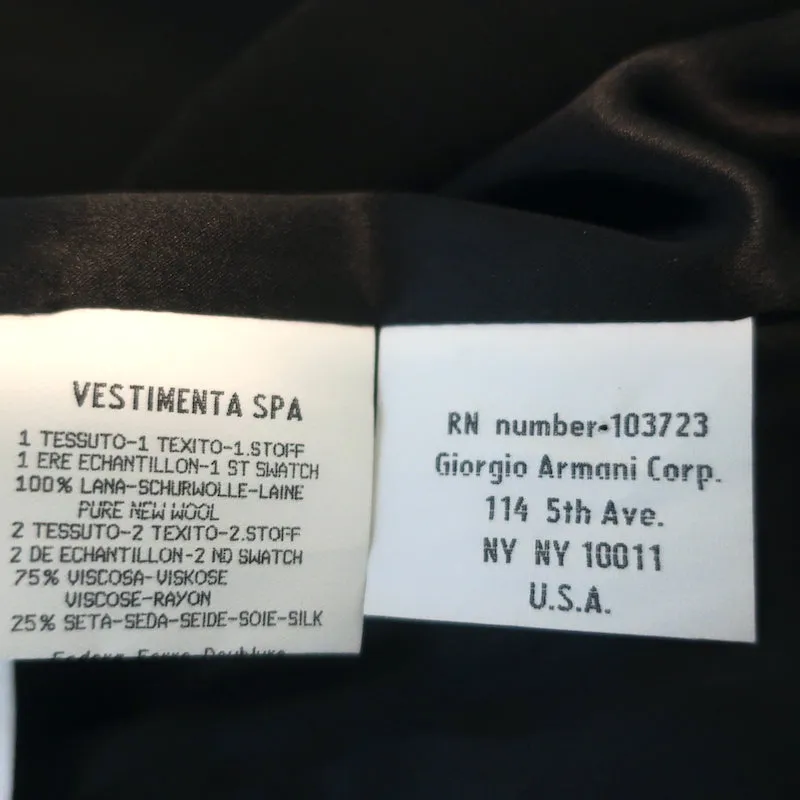 VESTIMENTA SPA
1 TESSUTO-1 TEXITO-1.STOFF
1 ERE ECHANTILLON-1 ST SWATCH
100% LANA-SCHURWOLLE-LAINE
PURE NEW WOOL
2 TESSUTO-2 TEXITO-2.STOFF
2 DE ECHANTILLON-2 ND SWATCH
75% VISCOSA-VISKOSE
VISCOSE-RAYON
25% SETA-SEDA-SEIDE-SOIE-SILK
RN number-103723
Giorgio Armani Corp.
114 5th Ave.
NY NY 10011
U.S.A.